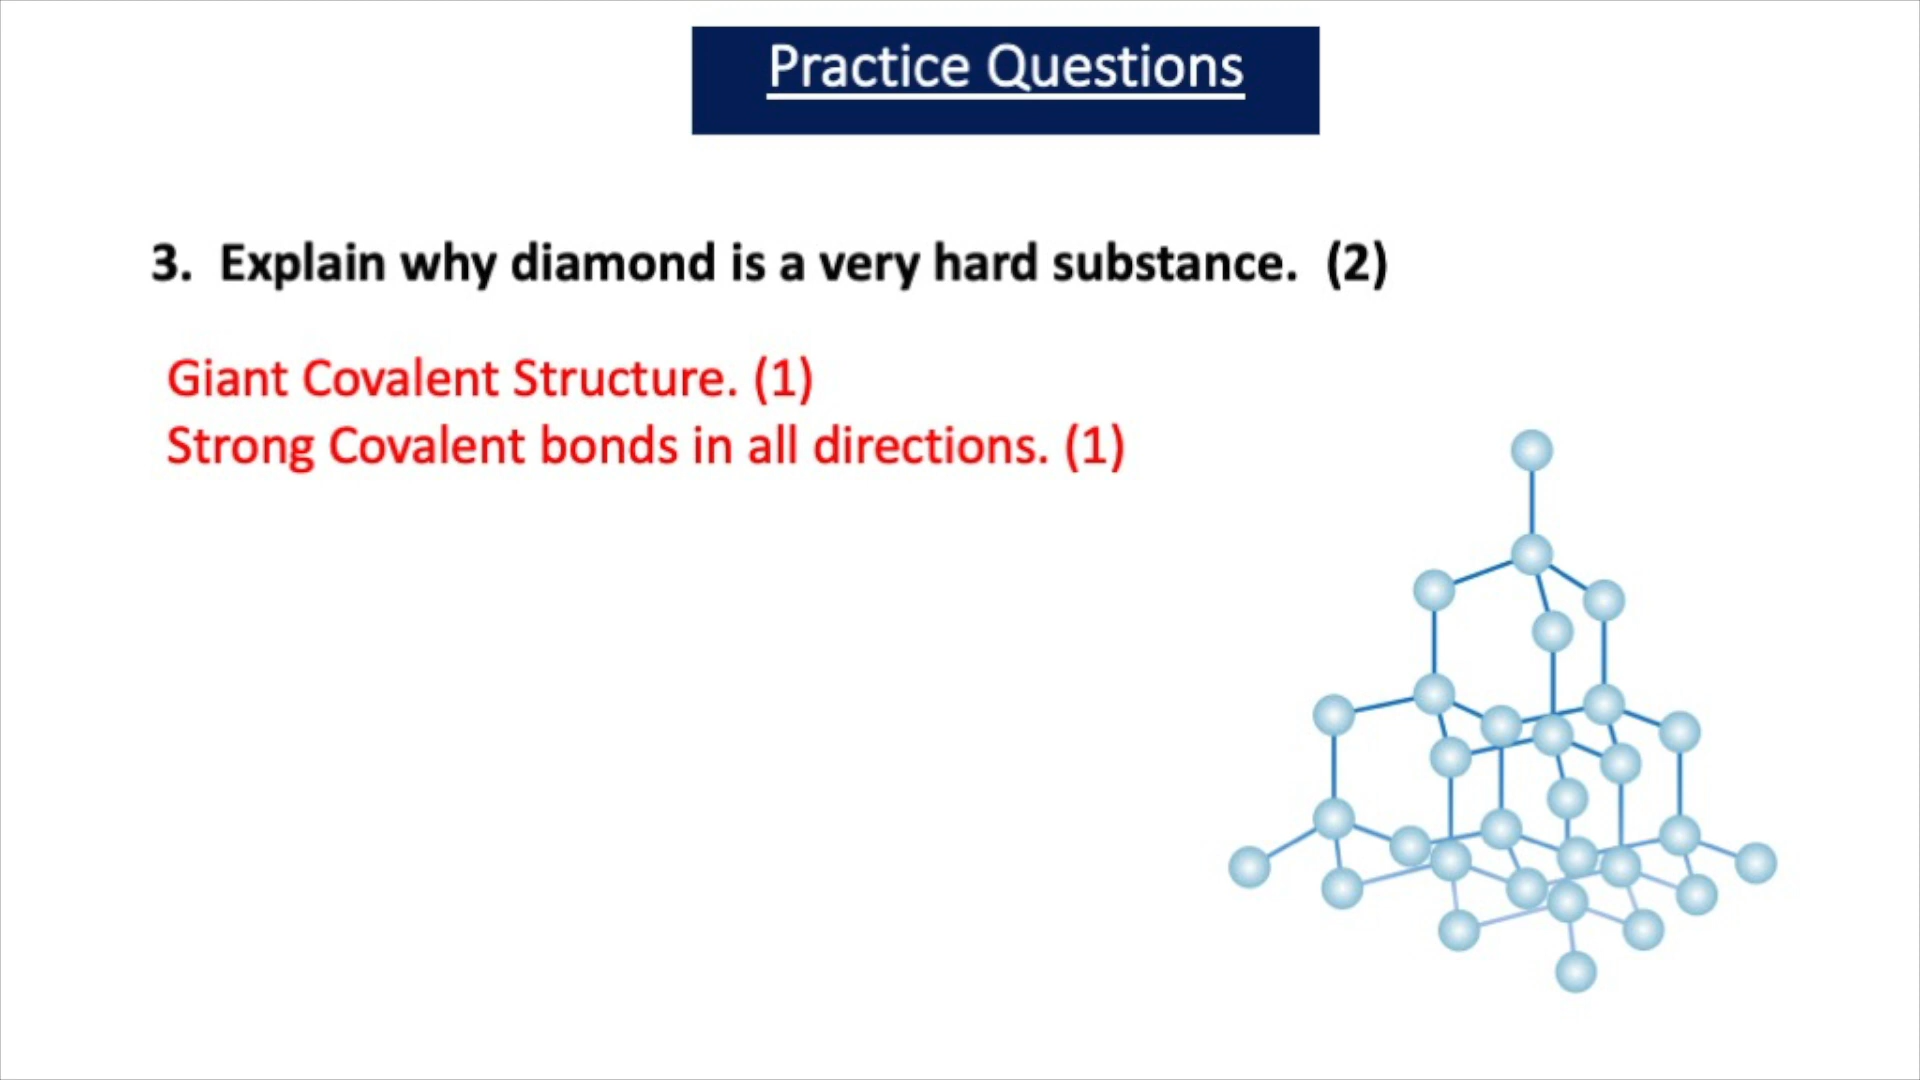 Practice Questions
3. Explain why diamond is a very hard substance. (2)
Giant Covalent Structure. (1)
Strong Covalent bonds in all directions. (1)